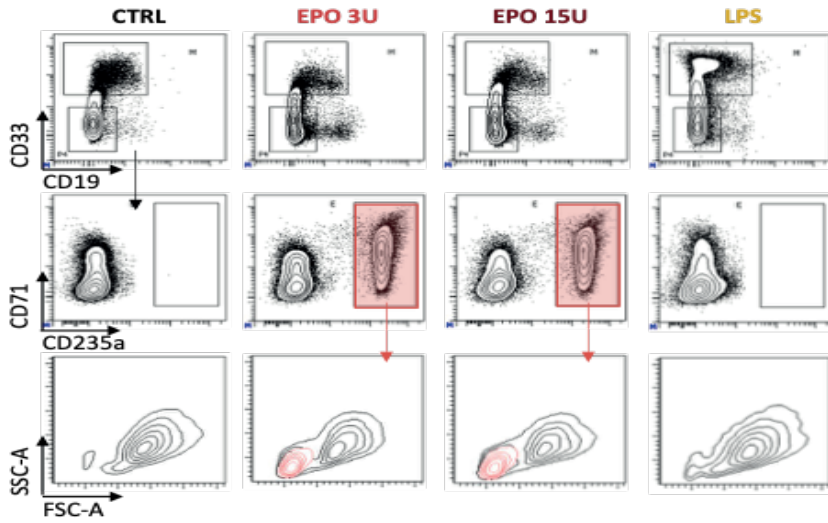 CTRL EPO 3U EPO 15U LPS
CD33
CD19
CD71
CD235a
SSC-A
FSC-A